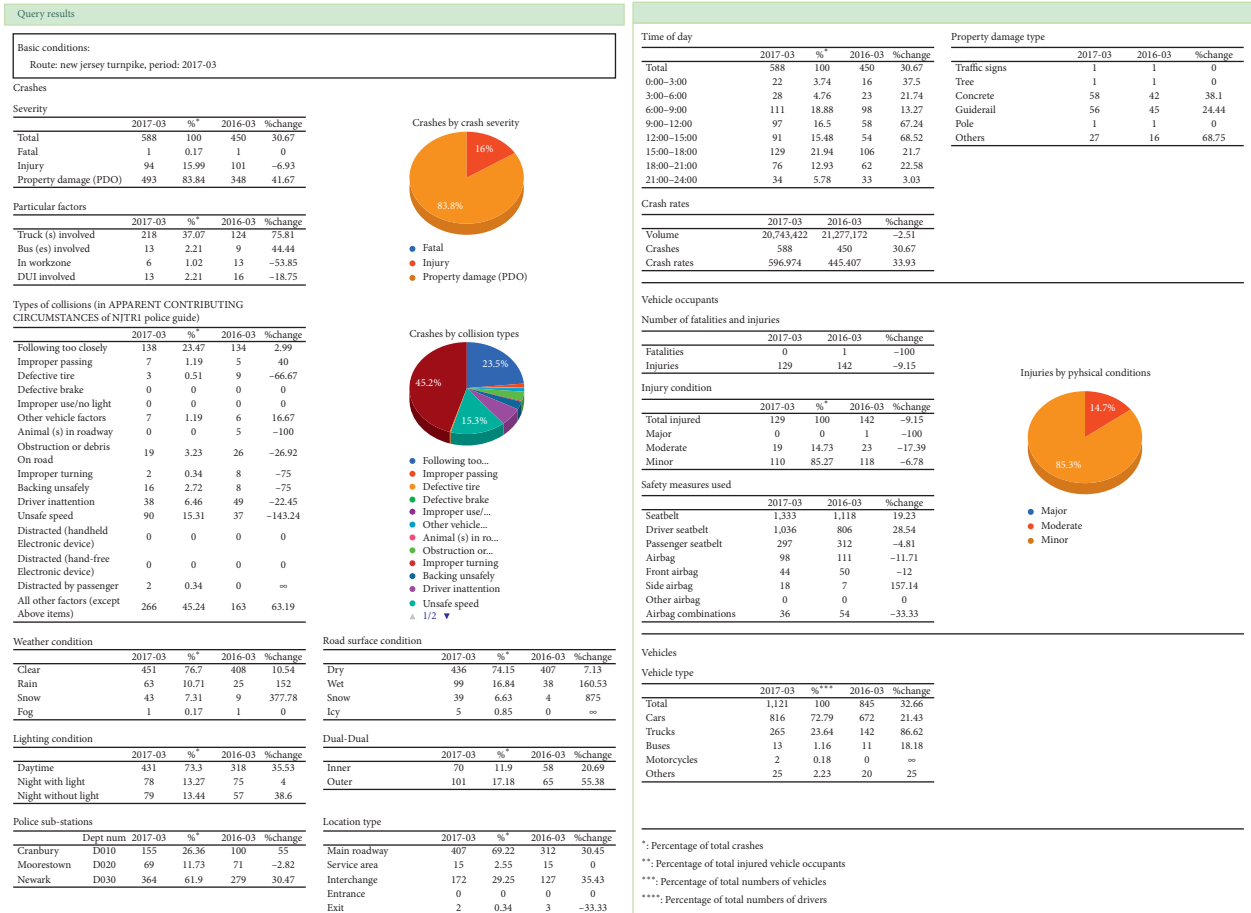 Query results
Basic conditions:
Route: new jersey turnpike, period: 2017-03
Crashes
Severity
2017-03 %* 2016-03 %change
Total 588 100 450 30.67
Fatal 1 0.17 1 0
Injury 94 15.99 101 –6.93
Property damage (PDO) 493 83.84 348 41.67
Crashes by crash severity
16%
83.8%
Fatal
Injury
Property damage (PDO)
Particular factors
2017-03 %* 2016-03 %change
Truck (s) involved 218 37.07 124 75.81
Bus (es) involved 13 2.21 9 44.44
In workzone 6 1.02 13 –53.85
DUI involved 13 2.21 16 –18.75
Types of collisions (in APPARENT CONTRIBUTING
CIRCUMSTANCES of NJTR1 police guide)
2017-03 %* 2016-03 %change
Following too closely 138 23.47 134 2.99
Improper passing 7 1.19 5 40
Defective tire 3 0.51 9 –66.67
Defective brake 0 0 0 0
Improper use/no light 0 0 0 0
Other vehicle factors 7 1.19 6 16.67
Animal (s) in roadway 0 0 5 –100
Obstruction or debris
On road 19 3.23 26 –26.92
Improper turning 2 0.34 8 –75
Backing unsafely 16 2.72 8 –75
Driver inattention 38 6.46 49 –22.45
Unsafe speed 90 15.31 37 –143.24
Distracted (handheld
Electronic device) 0 0 0 0
Distracted (hand-free
Electronic device) 0 0 0 0
Distracted by passenger 2 0.34 0 ∞
All other factors (except
Above items) 266 45.24 163 63.19
Crashes by collision types
23.5%
45.2%
15.3%
Following too...
Improper passing
Defective tire
Defective brake
Improper use/...
Other vehicle...
Animal (s) in ro...
Obstruction or...
Improper turning
Backing unsafely
Driver inattention
Unsafe speed
▲ 1/2 ▼
Weather condition
2017-03 %* 2016-03 %change
Clear 451 76.7 408 10.54
Rain 63 10.71 25 152
Snow 43 7.31 9 377.78
Fog 1 0.17 1 0
Road surface condition
2017-03 %* 2016-03 %change
Dry 436 74.15 407 7.13
Wet 99 16.84 38 160.53
Snow 39 6.63 4 875
Icy 5 0.85 0 ∞
Lighting condition
2017-03 %* 2016-03 %change
Daytime 431 73.3 318 35.53
Night with light 78 13.27 75 4
Night without light 79 13.44 57 38.6
Dual-Dual
2017-03 %* 2016-03 %change
Inner 70 11.9 58 20.69
Outer 101 17.18 65 55.38
Police sub-stations
Dept num 2017-03 %* 2016-03 %change
Cranbury D010 155 26.36 100 55
Moorestown D020 69 11.73 71 –2.82
Newark D030 364 61.9 279 30.47
Location type
2017-03 %* 2016-03 %change
Main roadway 407 69.22 312 30.45
Service area 15 2.55 15 0
Interchange 172 29.25 127 35.43
Entrance 0 0 0 0
Exit 2 0.34 3 –33.33
Time of day
2017-03 %* 2016-03 %change
Total 588 100 450 30.67
0:00–3:00 22 3.74 16 37.5
3:00–6:00 28 4.76 23 21.74
6:00–9:00 111 18.88 98 13.27
9:00–12:00 97 16.5 58 67.24
12:00–15:00 91 15.48 54 68.52
15:00–18:00 129 21.94 106 21.7
18:00–21:00 76 12.93 62 22.58
21:00–24:00 34 5.78 33 3.03
Property damage type
2017-03 2016-03 %change
Traffic signs 1 1 0
Tree 1 1 0
Concrete 58 42 38.1
Guiderail 56 45 24.44
Pole 1 1 0
Others 27 16 68.75
Crash rates
2017-03 2016-03 %change
Volume 20,743,422 21,277,172 –2.51
Crashes 588 450 30.67
Crash rates 596.974 445.407 33.93
Vehicle occupants
Number of fatalities and injuries
2017-03 2016-03 %change
Fatalities 0 1 –100
Injuries 129 142 –9.15
Injury condition
2017-03 %* 2016-03 %change
Total injured 129 100 142 –9.15
Major 0 0 1 –100
Moderate 19 14.73 23 –17.39
Minor 110 85.27 118 –6.78
Injuries by pyhsical conditions
14.7%
85.3%
Major
Moderate
Minor
Safety measures used
2017-03 2016-03 %change
Seatbelt 1,333 1,118 19.23
Driver seatbelt 1,036 806 28.54
Passenger seatbelt 297 312 –4.81
Airbag 98 111 –11.71
Front airbag 44 50 –12
Side airbag 18 7 157.14
Other airbag 0 0 0
Airbag combinations 36 54 –33.33
Vehicles
Vehicle type
2017-03 %*** 2016-03 %change
Total 1,121 100 845 32.66
Cars 816 72.79 672 21.43
Trucks 265 23.64 142 86.62
Buses 13 1.16 11 18.18
Motorcycles 2 0.18 0 ∞
Others 25 2.23 20 25
*: Percentage of total crashes
**: Percentage of total injured vehicle occupants
***: Percentage of total numbers of vehicles
****: Percentage of total numbers of drivers